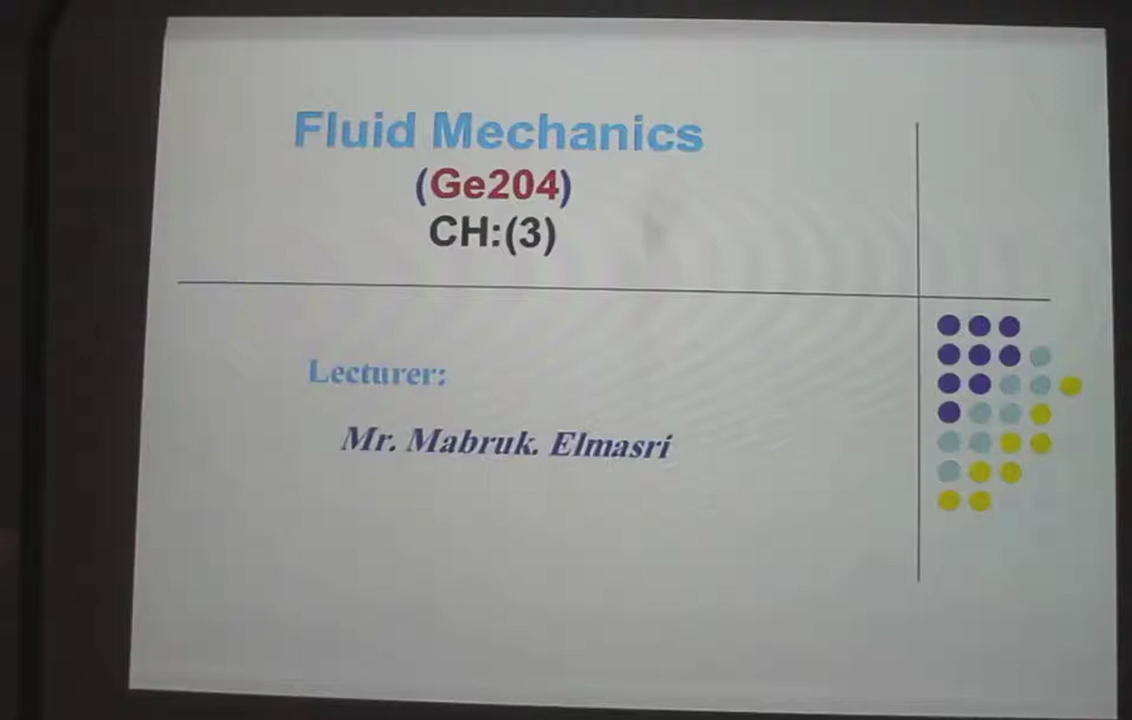 Fluid Mechanics
(Ge204)
CH:(3)
Lecturer:
Mr. Mabruk. Elmasri